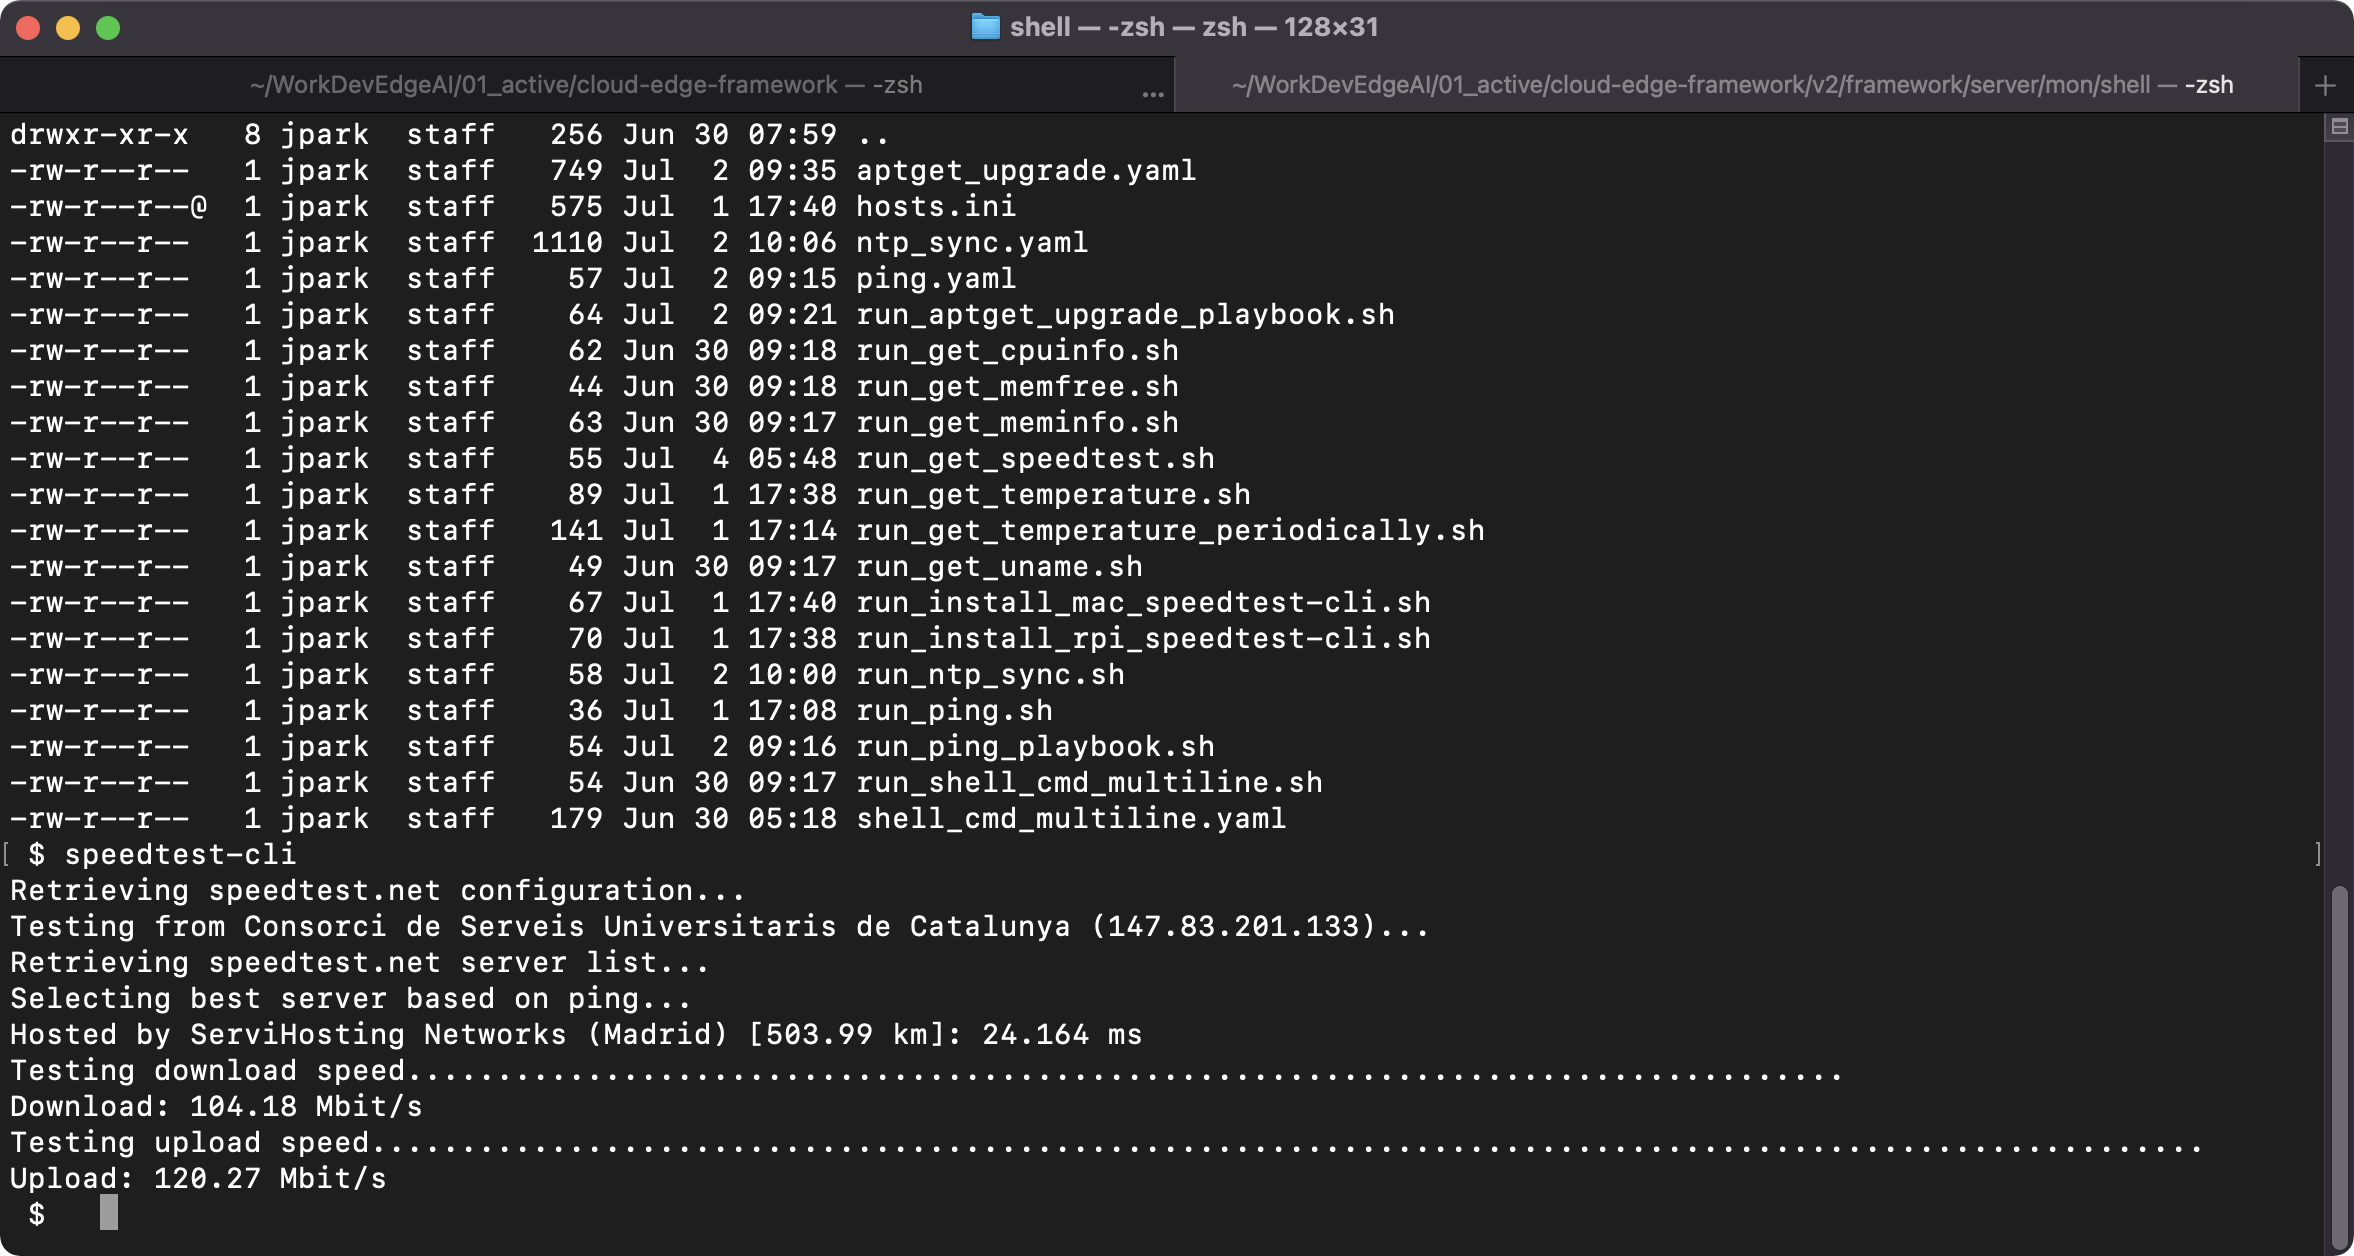 shell — -zsh — zsh — 128×31
~/WorkDevEdgeAI/01_active/cloud-edge-framework — -zsh ... ~/WorkDevEdgeAI/01_active/cloud-edge-framework/v2/framework/server/mon/shell — -zsh +
drwxr-xr-x   8 jpark  staff   256 Jun 30 07:59 ..
-rw-r--r--   1 jpark  staff   749 Jul  2 09:35 aptget_upgrade.yaml
-rw-r--r--@  1 jpark  staff   575 Jul  1 17:40 hosts.ini
-rw-r--r--   1 jpark  staff  1110 Jul  2 10:06 ntp_sync.yaml
-rw-r--r--   1 jpark  staff    57 Jul  2 09:15 ping.yaml
-rw-r--r--   1 jpark  staff    64 Jul  2 09:21 run_aptget_upgrade_playbook.sh
-rw-r--r--   1 jpark  staff    62 Jun 30 09:18 run_get_cpuinfo.sh
-rw-r--r--   1 jpark  staff    44 Jun 30 09:18 run_get_memfree.sh
-rw-r--r--   1 jpark  staff    63 Jun 30 09:17 run_get_meminfo.sh
-rw-r--r--   1 jpark  staff    55 Jul  4 05:48 run_get_speedtest.sh
-rw-r--r--   1 jpark  staff    89 Jul  1 17:38 run_get_temperature.sh
-rw-r--r--   1 jpark  staff   141 Jul  1 17:14 run_get_temperature_periodically.sh
-rw-r--r--   1 jpark  staff    49 Jun 30 09:17 run_get_uname.sh
-rw-r--r--   1 jpark  staff    67 Jul  1 17:40 run_install_mac_speedtest-cli.sh
-rw-r--r--   1 jpark  staff    70 Jul  1 17:38 run_install_rpi_speedtest-cli.sh
-rw-r--r--   1 jpark  staff    58 Jul  2 10:00 run_ntp_sync.sh
-rw-r--r--   1 jpark  staff    36 Jul  1 17:08 run_ping.sh
-rw-r--r--   1 jpark  staff    54 Jul  2 09:16 run_ping_playbook.sh
-rw-r--r--   1 jpark  staff    54 Jun 30 09:17 run_shell_cmd_multiline.sh
-rw-r--r--   1 jpark  staff   179 Jun 30 05:18 shell_cmd_multiline.yaml
[ $ speedtest-cli ]
Retrieving speedtest.net configuration...
Testing from Consorci de Serveis Universitaris de Catalunya (147.83.201.133)...
Retrieving speedtest.net server list...
Selecting best server based on ping...
Hosted by ServiHosting Networks (Madrid) [503.99 km]: 24.164 ms
Testing download speed................................................................................
Download: 104.18 Mbit/s
Testing upload speed......................................................................................................
Upload: 120.27 Mbit/s
$